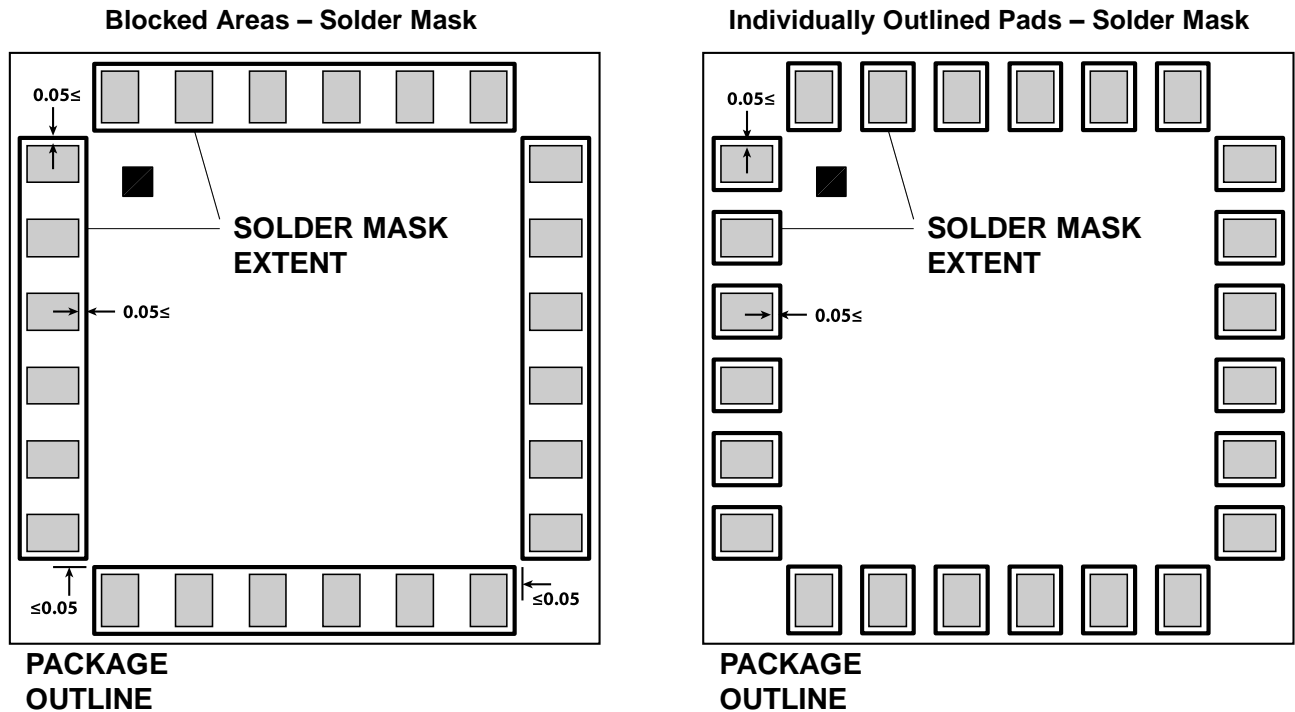 Blocked Areas – Solder Mask
0.05≤
SOLDER MASK
EXTENT
0.05≤
≤0.05
≤0.05
PACKAGE
OUTLINE
Individually Outlined Pads – Solder Mask
0.05≤
SOLDER MASK
EXTENT
0.05≤
PACKAGE
OUTLINE